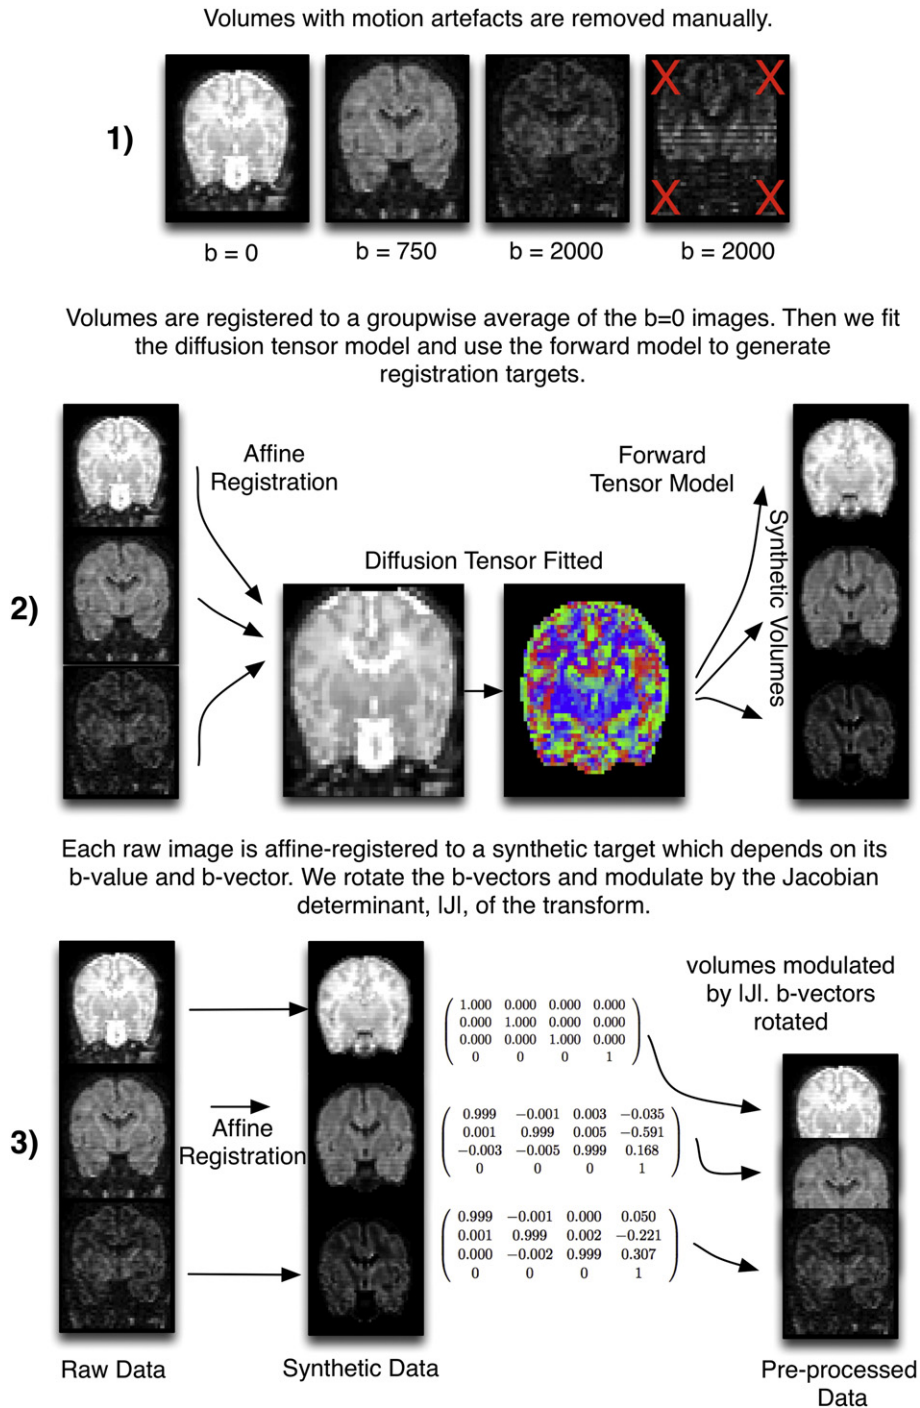 Volumes with motion artefacts are removed manually.
1)
X X
X X
b = 0 b = 750 b = 2000 b = 2000
Volumes are registered to a groupwise average of the b=0 images. Then we fit
the diffusion tensor model and use the forward model to generate
registration targets.
2)
Affine
Registration
Diffusion Tensor Fitted
Forward
Tensor Model
Synthetic Volumes
Each raw image is affine-registered to a synthetic target which depends on its
b-value and b-vector. We rotate the b-vectors and modulate by the Jacobian
determinant, |J|, of the transform.
3)
Affine
Registration
1.000 0.000 0.000 0.000
0.000 1.000 0.000 0.000
0.000 0.000 1.000 0.000
0 0 0 1
0.999 −0.001 0.003 −0.035
0.001 0.999 0.005 −0.591
−0.003 −0.005 0.999 0.168
0 0 0 1
0.999 −0.001 0.000 0.050
0.001 0.999 0.002 −0.221
0.000 −0.002 0.999 0.307
0 0 0 1
volumes modulated
by |J|. b-vectors
rotated
Raw Data
Synthetic Data
Pre-processed
Data